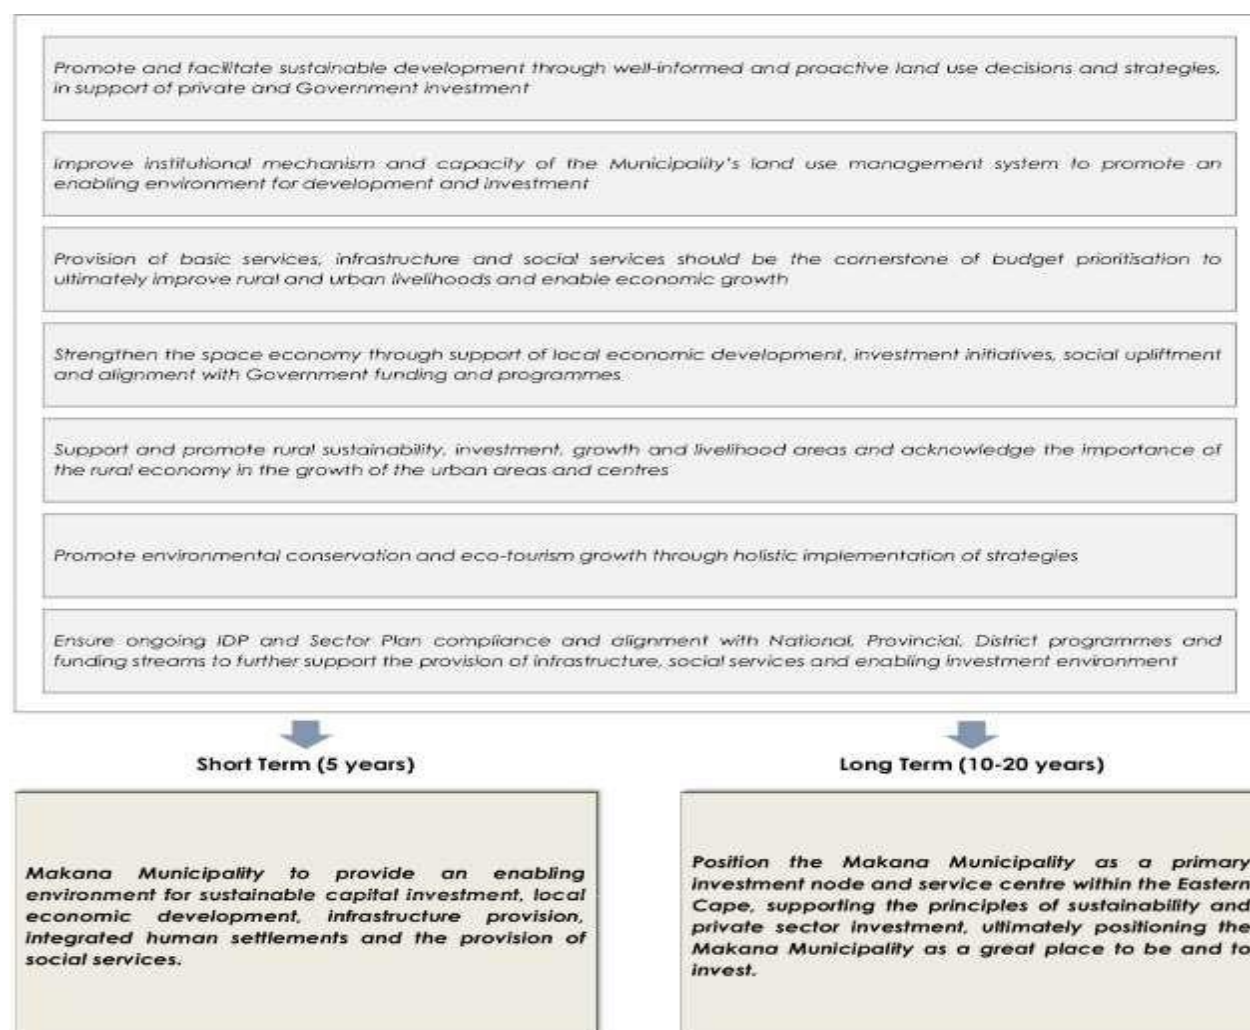 Promote and facilitate sustainable development through well-informed and proactive land use decisions and strategies,
in support of private and Government investment
Improve institutional mechanism and capacity of the Municipality's land use management system to promote an
enabling environment for development and investment
Provision of basic services, infrastructure and social services should be the cornerstone of budget prioritisation to
ultimately improve rural and urban livelihoods and enable economic growth
Strengthen the space economy through support of local economic development, investment initiatives, social upliftment
and alignment with Government funding and programmes
Support and promote rural sustainability, investment, growth and livelihood areas and acknowledge the importance of
the rural economy in the growth of the urban areas and centres
Promote environmental conservation and eco-tourism growth through holistic implementation of strategies
Ensure ongoing IDP and Sector Plan compliance and alignment with National, Provincial, District programmes and
funding streams to further support the provision of infrastructure, social services and enabling investment environment
Short Term (5 years)
Makana Municipality to provide an enabling
environment for sustainable capital investment, local
economic development, infrastructure provision,
integrated human settlements and the provision of
social services.
Long Term (10-20 years)
Position the Makana Municipality as a primary
investment node and service centre within the Eastern
Cape, supporting the principles of sustainability and
private sector investment, ultimately positioning the
Makana Municipality as a great place to be and to
invest.